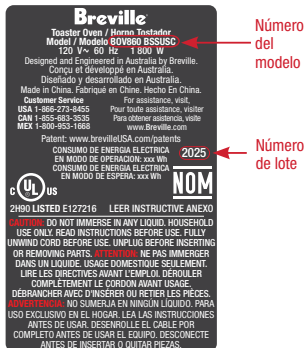 Breville®
Toaster Oven / Horno Tostador
Model / Modelo BOV860 BSSUSC
120 V~ 60 Hz 1 800 W
Designed and Engineered in Australia by Breville.
Conçu et développé en Australia.
Diseñado y desarrollado en Australia.
Made in China. Fabriqué en Chine. Hecho En China.
Customer Service
USA 1-866-273-8455
CAN 1-855-683-3535
MEX 1-800-953-1668
For assistance, visit,
Pour toute assistance, visiter
Para obtener asistencia, visite
www.Breville.com
Patent: www.brevilleUSA.com/patents
CONSUMO DE ENERGIA ELECTRICA
EN MODO DE OPERACION: xxx Wh
CONSUMO DE ENERGIA ELECTRICA
EN MODO DE ESPERA: xxx Wh
2025
C UL US
NOM
2H90 LISTED E127216 LEER INSTRUCTIVE ANEXO
CAUTION: DO NOT IMMERSE IN ANY LIQUID. HOUSEHOLD
USE ONLY. READ INSTRUCTIONS BEFORE USE. FULLY
UNWIND CORD BEFORE USE. UNPLUG BEFORE INSERTING
OR REMOVING PARTS. ATTENTION: NE PAS IMMERGER
DANS UN LIQUIDE. USAGE DOMESTIQUE SEULEMENT.
LIRE LES DIRECTIVES AVANT L'EMPLOI. DÉROULER
COMPLÈTEMENT LE CORDON AVANT USAGE.
DÉBRANCHER AVEC D'INSÉRER OU RETIER LES PIÈCES.
ADVERTENCIA: NO SUMERJA EN NINGÚN LÍQUIDO. PARA
USO EXCLUSIVO EN EL HOGAR. LEA LAS INSTRUCCIONES
ANTES DE USAR. DESENROLLE EL CABLE POR
COMPLETO ANTES DE USAR EL EQUIPO. DESCONECTE
ANTES DE INSERTAR O QUITAR PIEZAS.
Número
del
modelo
Número
de lote